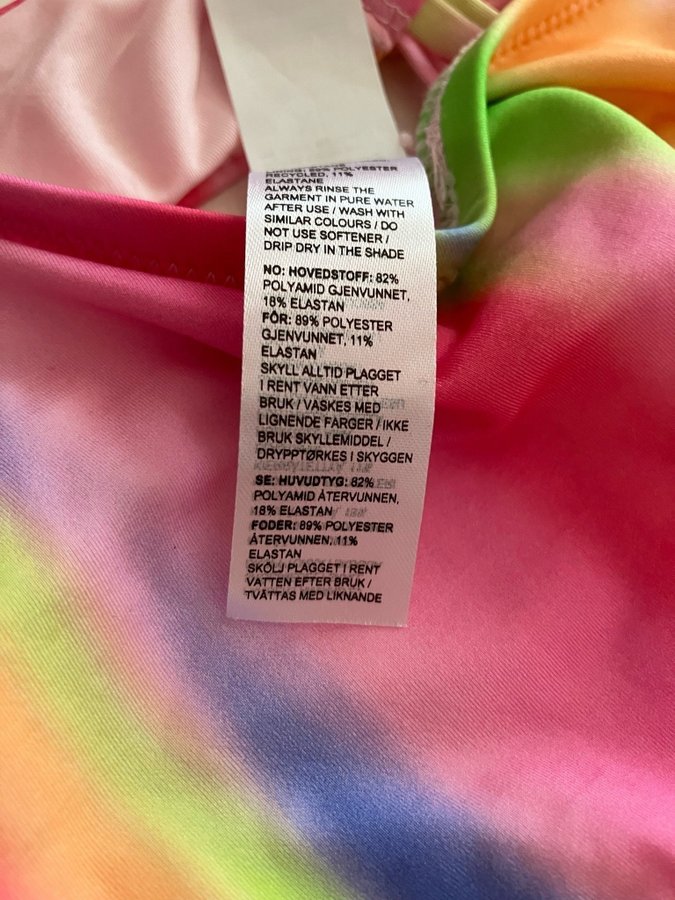 89% POLYESTER
RECYCLED, 11%
ELASTANE
ALWAYS RINSE THE
GARMENT IN PURE WATER
AFTER USE / WASH WITH
SIMILAR COLOURS / DO
NOT USE SOFTENER /
DRIP DRY IN THE SHADE
NO: HOVEDSTOFF: 82%
POLYAMID GJENVUNNET,
18% ELASTAN
FÔR: 89% POLYESTER
GJENVUNNET, 11%
ELASTAN
SKYLL ALLTID PLAGGET
I RENT VANN ETTER
BRUK / VASKES MED
LIGNENDE FARGER / IKKE
BRUK SKYLLEMIDDEL /
DRYPPTØRKES I SKYGGEN
SE: HUVUDTYG: 82%
POLYAMID ÅTERVUNNEN,
18% ELASTAN
FODER: 89% POLYESTER
ÅTERVUNNEN, 11%
ELASTAN
SKÖLJ PLAGGET I RENT
VATTEN EFTER BRUK /
TVÄTTAS MED LIKNANDE